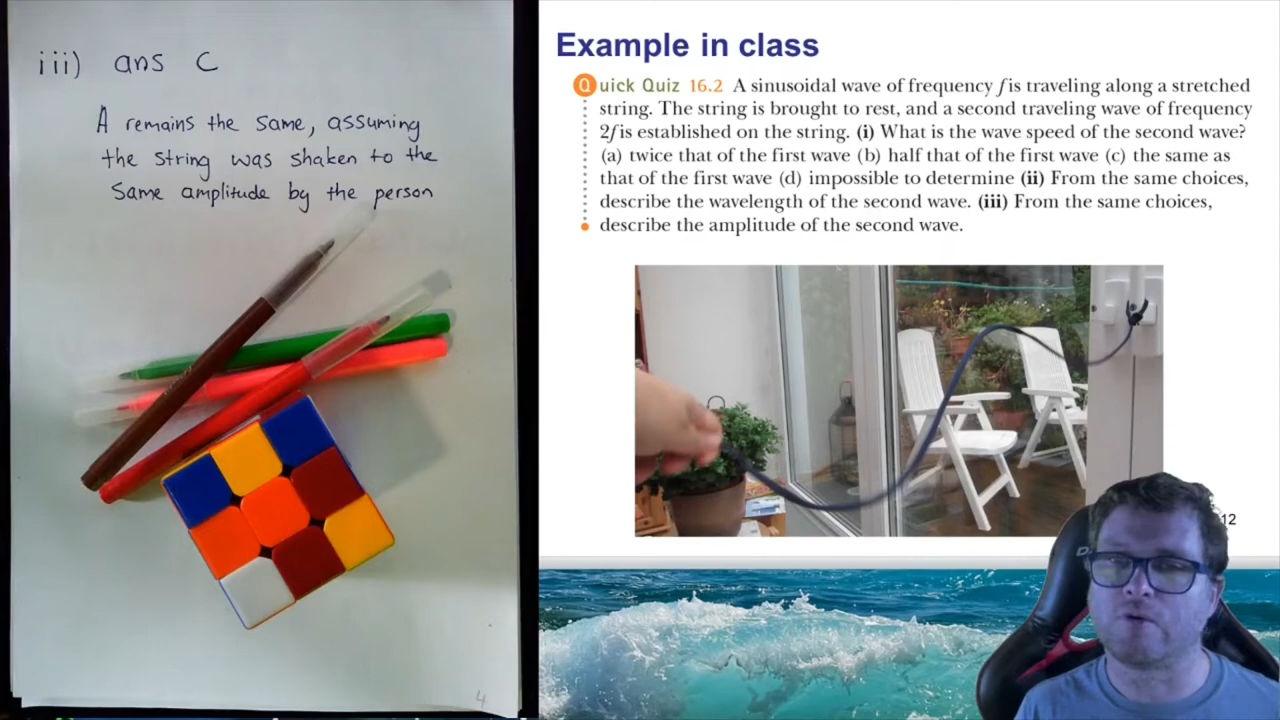 iii) ans C
A remains the same, assuming
the string was shaken to the
same amplitude by the person
4
Example in class
Quick Quiz 16.2 A sinusoidal wave of frequency f is traveling along a stretched
string. The string is brought to rest, and a second traveling wave of frequency
2f is established on the string. (i) What is the wave speed of the second wave?
(a) twice that of the first wave (b) half that of the first wave (c) the same as
that of the first wave (d) impossible to determine (ii) From the same choices,
describe the wavelength of the second wave. (iii) From the same choices,
describe the amplitude of the second wave.
12